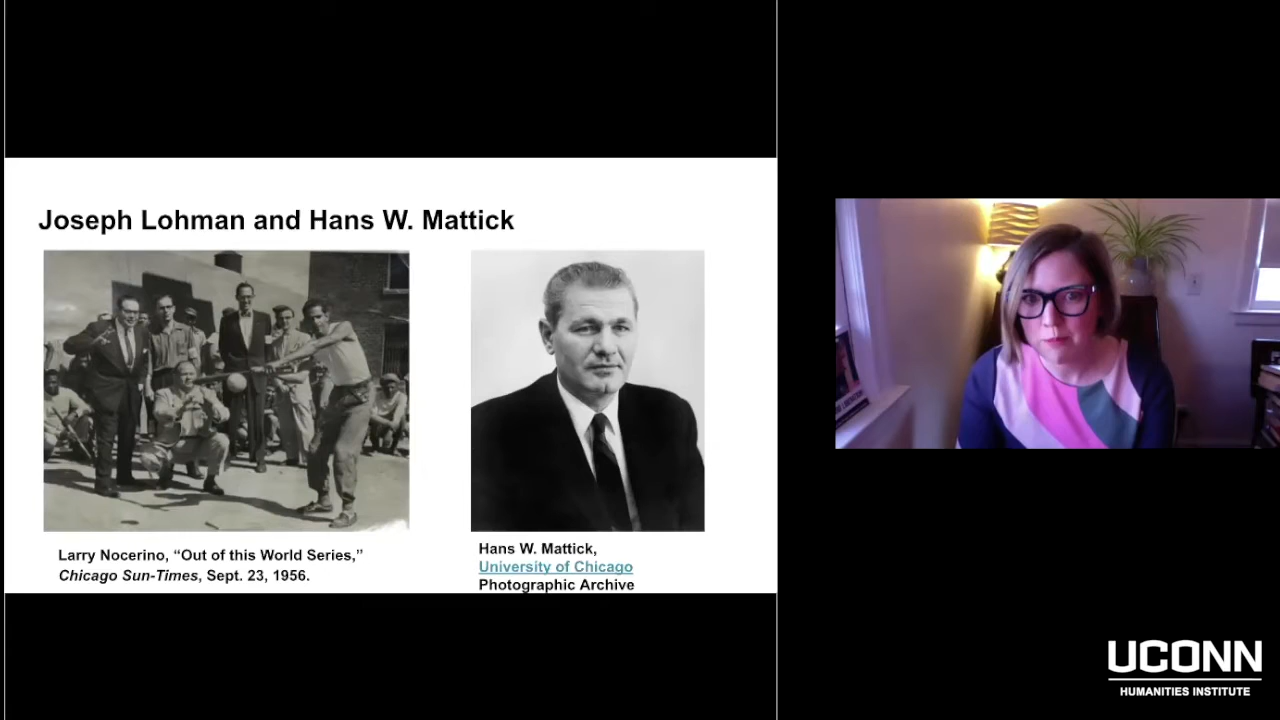 Joseph Lohman and Hans W. Mattick
Larry Nocerino, “Out of this World Series,”
Chicago Sun-Times, Sept. 23, 1956.
Hans W. Mattick,
University of Chicago
Photographic Archive
UCONN
HUMANITIES INSTITUTE